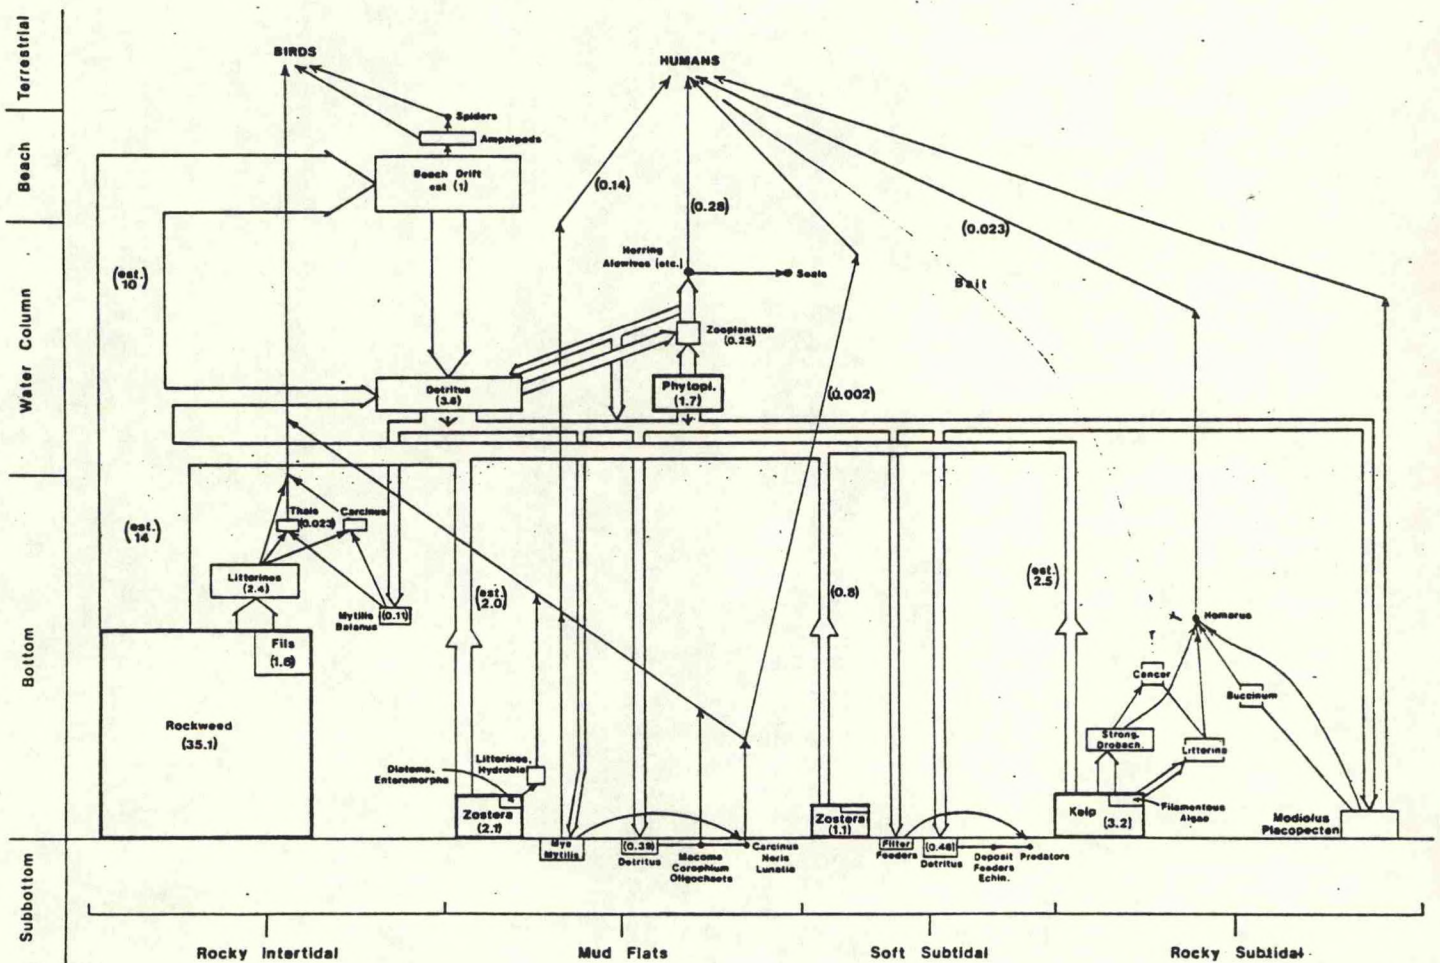 Terrestrial
Beach
Water Column
Bottom
Subbottom
BIRDS
HUMANS
Spiders
Amphipods
Beach Drift
est (1)
(est.)
10
(0.14)
(0.28)
(0.023)
Herring
Alewives (etc.)
Seals
Bait
Zooplankton
(0.25)
Detritus
(3.6)
Phytopl.
(1.7)
(0.002)
(est.)
14
Thais
(0.023)
Carcinus
Littorines
(2.4)
Mytilis
Balanus
(0.11)
(est.)
2.0
(0.8)
(est.)
2.5
Fils
(1.6)
Rockweed
(35.1)
Homarus
Cancer
Buccinum
Strong.
Drobach.
Littorina
Diatoms,
Enteromorpha
Littorines,
Hydrobia
Zostera
(2.1)
Zostera
(1.1)
Kelp
(3.2)
Filamentous
Algae
Modiolus
Placopecten
Mya
Mytilis
(0.39)
Detritus
Macoma
Corophium
Oligochaets
Carcinus
Neris
Lunatia
Filter
Feeders
(0.46)
Detritus
Deposit
Feeders
Echin.
Predators
Rocky Intertidal
Mud Flats
Soft Subtidal
Rocky Subtidal